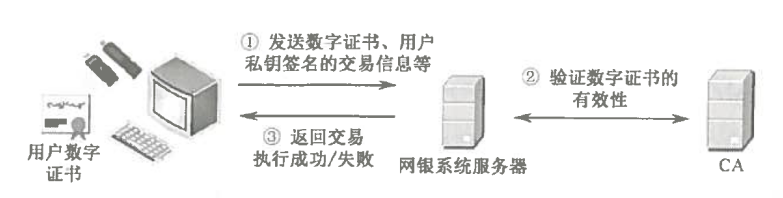 ① 发送数字证书、用户
私钥签名的交易信息等
② 验证数字证书的
有效性
③ 返回交易
执行成功/失败
用户数字
证书
网银系统服务器
CA